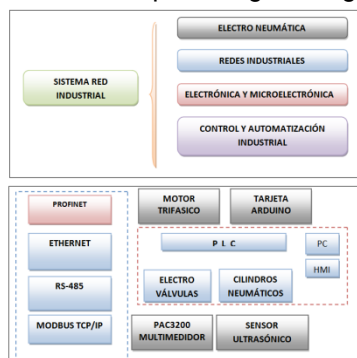 ELECTRO NEUMÁTICA
REDES INDUSTRIALES
SISTEMA RED
INDUSTRIAL
ELECTRÓNICA Y MICROELECTRÓNICA
CONTROL Y AUTOMATIZACIÓN
INDUSTRIAL
PROFINET
ETHERNET
RS-485
MODBUS TCP/IP
MOTOR
TRIFASICO
TARJETA
ARDUINO
P L C
PC
HMI
ELECTRO
VÁLVULAS
CILINDROS
NEUMÁTICOS
PAC3200
MULTIMEDIDOR
SENSOR
ULTRASÓNICO